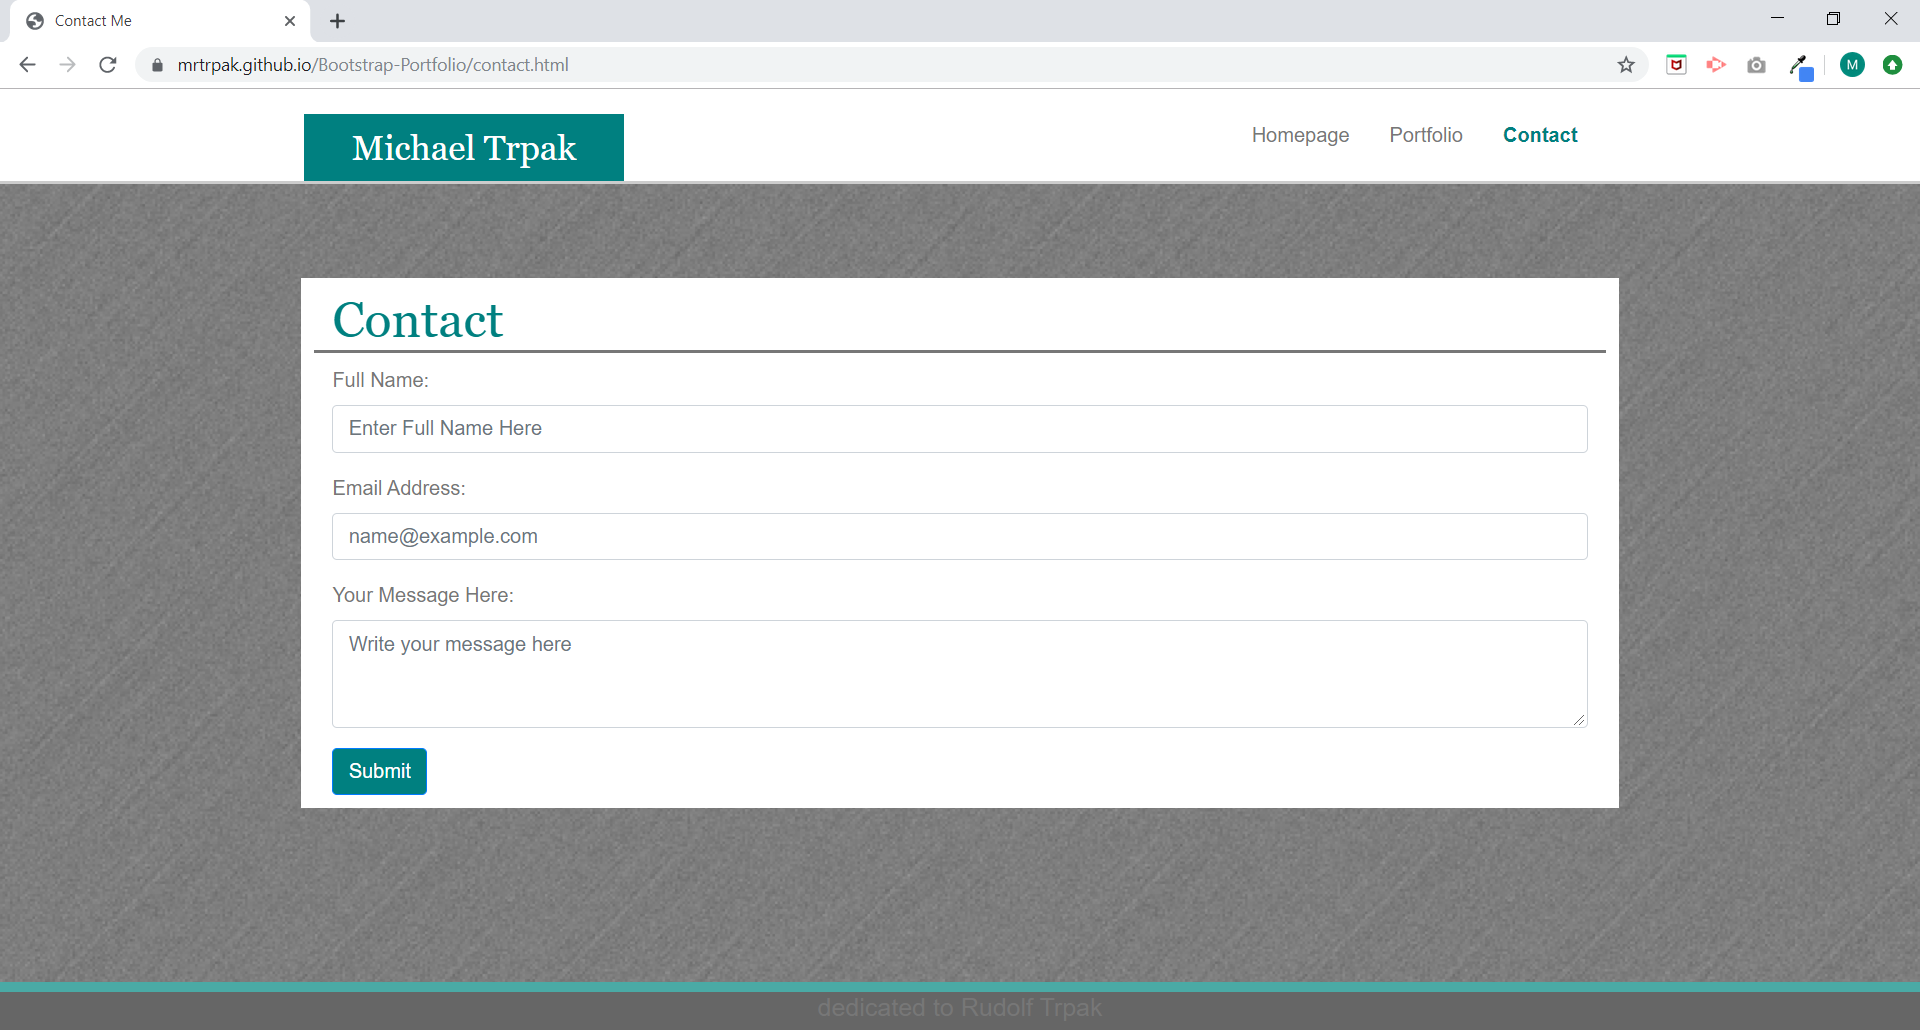 Contact Me
mrtrpak.github.io/Bootstrap-Portfolio/contact.html
M
Michael Trpak
Homepage Portfolio Contact
Contact
Full Name:
Enter Full Name Here
Email Address:
name@example.com
Your Message Here:
Write your message here
Submit
dedicated to Rudolf Trpak